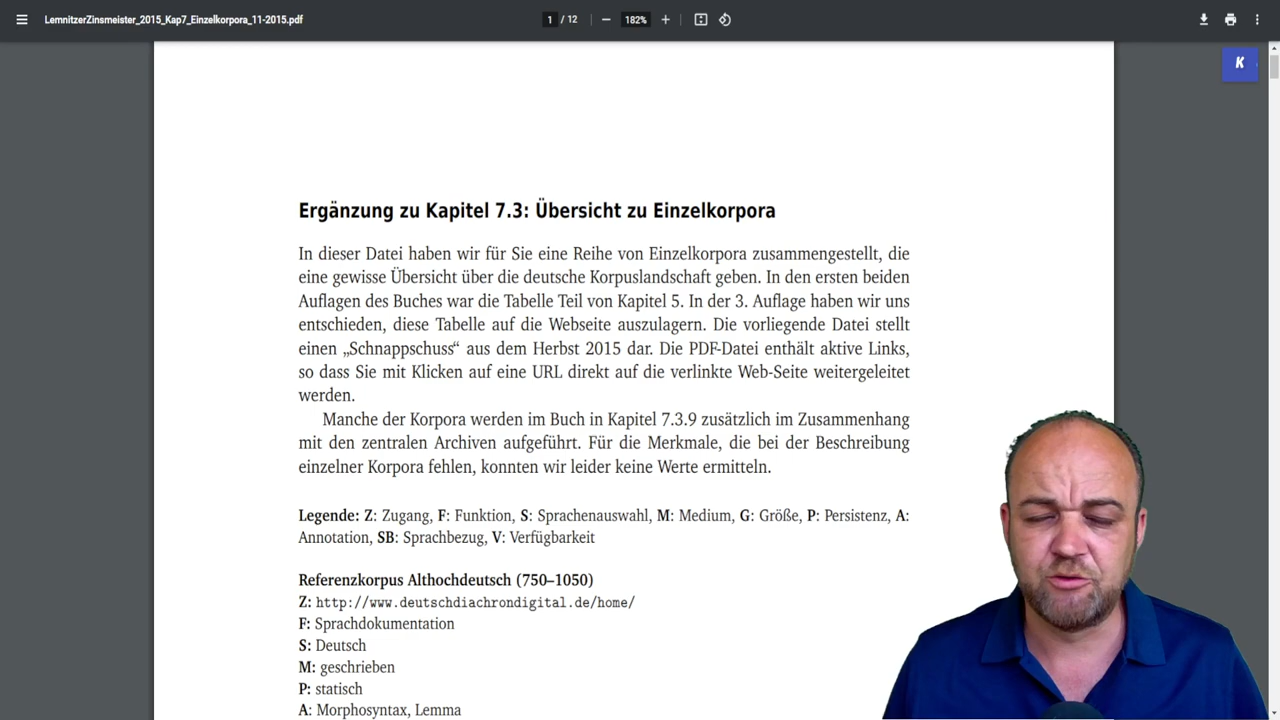 LemnitzerZinsmeister_2015_Kap7_Einzelkorpora_11-2015.pdf
1 / 12
182%
K
Ergänzung zu Kapitel 7.3: Übersicht zu Einzelkorpora
In dieser Datei haben wir für Sie eine Reihe von Einzelkorpora zusammengestellt, die
eine gewisse Übersicht über die deutsche Korpuslandschaft geben. In den ersten beiden
Auflagen des Buches war die Tabelle Teil von Kapitel 5. In der 3. Auflage haben wir uns
entschieden, diese Tabelle auf die Webseite auszulagern. Die vorliegende Datei stellt
einen „Schnappschuss“ aus dem Herbst 2015 dar. Die PDF-Datei enthält aktive Links,
so dass Sie mit Klicken auf eine URL direkt auf die verlinkte Web-Seite weitergeleitet
werden.
Manche der Korpora werden im Buch in Kapitel 7.3.9 zusätzlich im Zusammenhang
mit den zentralen Archiven aufgeführt. Für die Merkmale, die bei der Beschreibung
einzelner Korpora fehlen, konnten wir leider keine Werte ermitteln.
Legende: Z: Zugang, F: Funktion, S: Sprachenauswahl, M: Medium, G: Größe, P: Persistenz, A:
Annotation, SB: Sprachbezug, V: Verfügbarkeit
Referenzkorpus Althochdeutsch (750–1050)
Z: http://www.deutschdiachrondigital.de/home/
F: Sprachdokumentation
S: Deutsch
M: geschrieben
P: statisch
A: Morphosyntax, Lemma